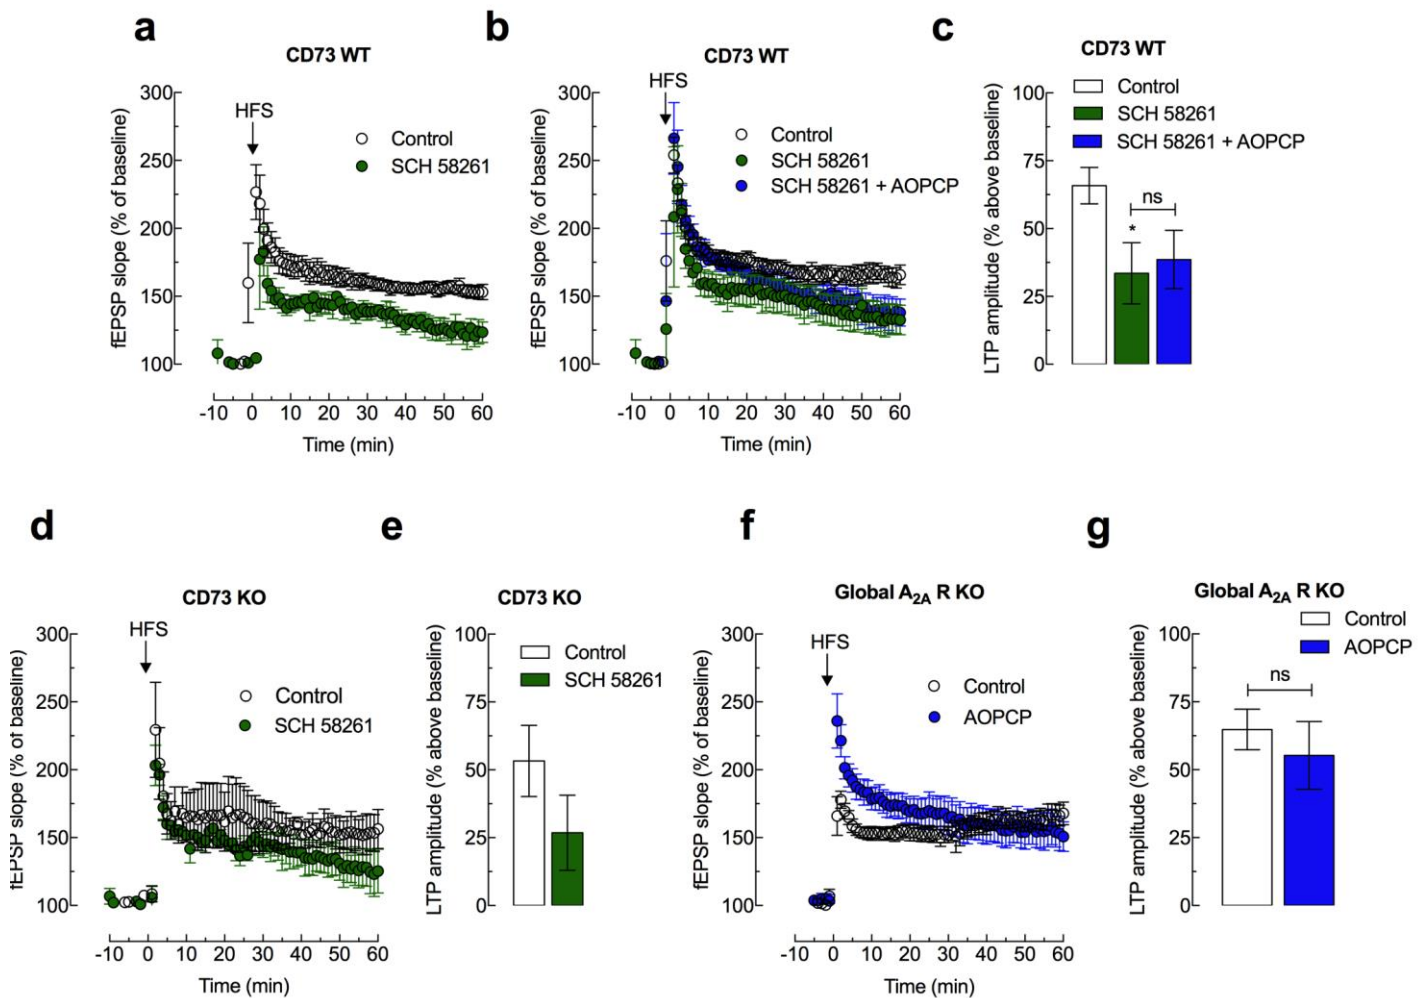 a
CD73 WT
fEPSP slope (% of baseline)
300
250
200
150
100
HFS
Control
SCH 58261
-10 0 10 20 30 40 50 60
Time (min)
b
CD73 WT
fEPSP slope (% of baseline)
300
250
200
150
100
HFS
Control
SCH 58261
SCH 58261 + AOPCP
-10 0 10 20 30 40 50 60
Time (min)
c
CD73 WT
LTP amplitude (% above baseline)
100
75
50
25
0
Control
SCH 58261
SCH 58261 + AOPCP
ns
*
d
CD73 KO
fEPSP slope (% of baseline)
300
250
200
150
100
HFS
Control
SCH 58261
-10 0 10 20 30 40 50 60
Time (min)
e
CD73 KO
LTP amplitude (% above baseline)
100
75
50
25
0
Control
SCH 58261
f
Global A2A R KO
fEPSP slope (% of baseline)
300
250
200
150
100
HFS
Control
AOPCP
-10 0 10 20 30 40 50 60
Time (min)
g
Global A2A R KO
LTP amplitude (% above baseline)
100
75
50
25
0
Control
AOPCP
ns